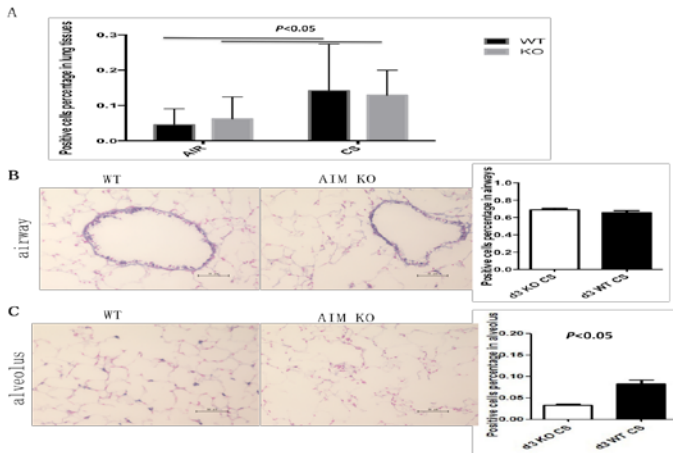 A
P<0.05
WT
KO
Positive cells percentage in lung tissues
0.3
0.2
0.1
0.0
AIR
CS
B
WT
AIM KO
airway
Positive cells percentage in airways
1.0
0.8
0.6
0.4
0.2
0.0
d3 KO CS
d3 WT CS
C
WT
AIM KO
alveolus
Positive cells percentage in alveolus
P<0.05
0.20
0.15
0.10
0.05
0.00
d3 KO CS
d3 WT CS